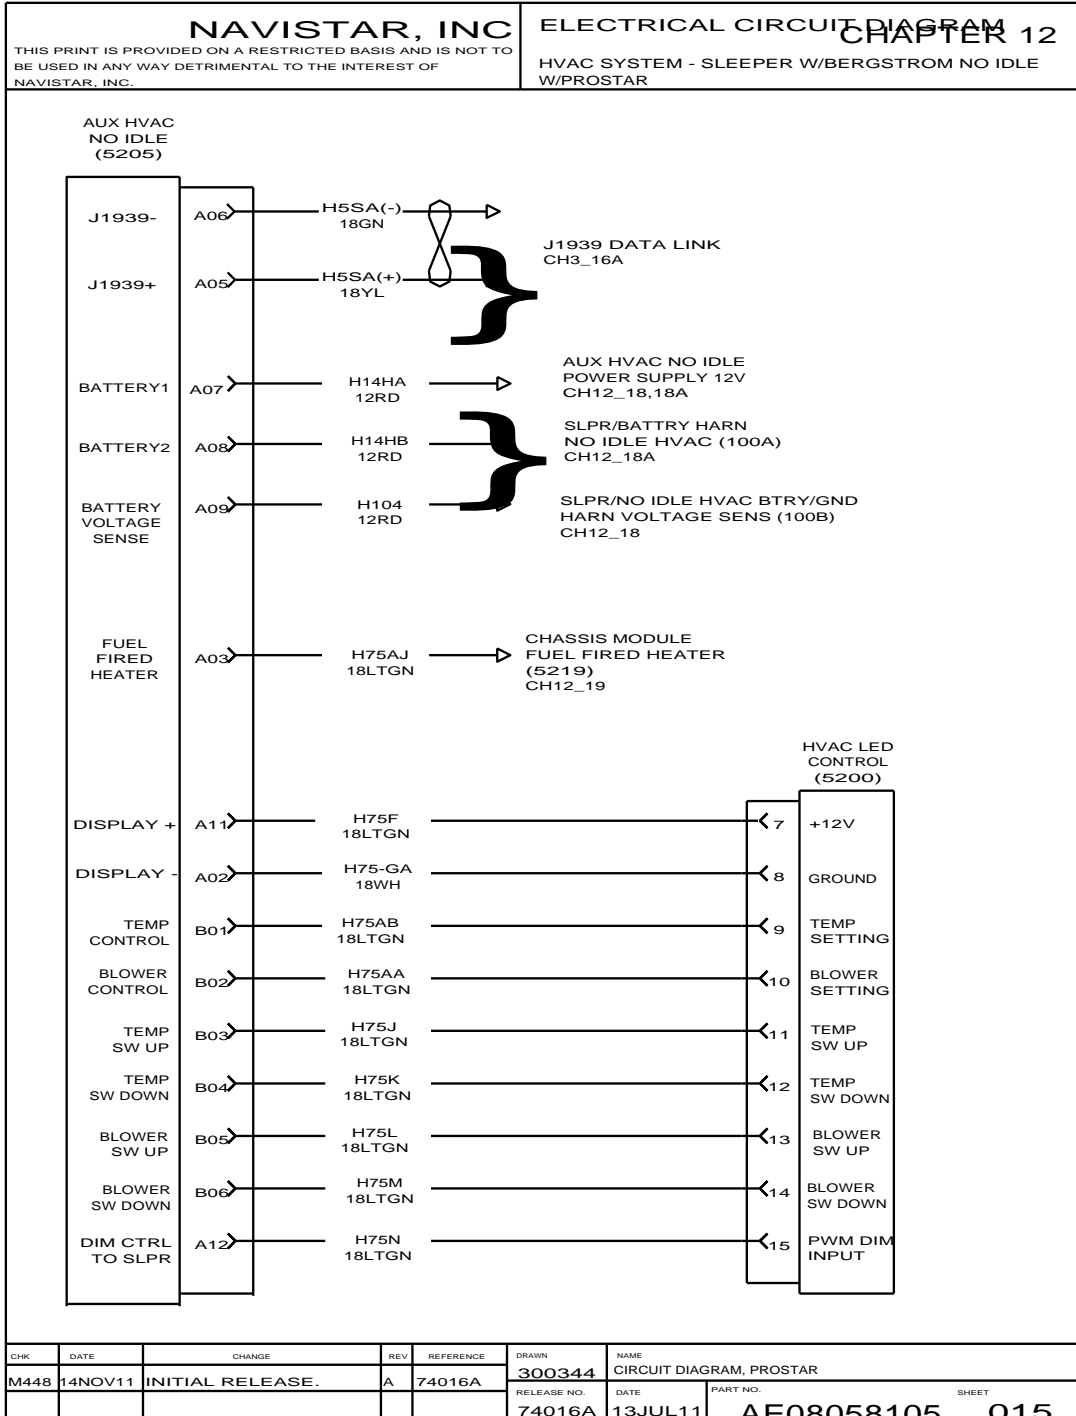 NAVISTAR, INC
THIS PRINT IS PROVIDED ON A RESTRICTED BASIS AND IS NOT TO
BE USED IN ANY WAY DETRIMENTAL TO THE INTEREST OF
NAVISTAR, INC.
ELECTRICAL CIRCUIT DIAGRAM
CHAPTER 12
HVAC SYSTEM - SLEEPER W/BERGSTROM NO IDLE
W/PROSTAR
AUX HVAC
NO IDLE
(5205)
J1939-
A06
H5SA(-)
18GN
J1939+
A05
H5SA(+)
18YL
J1939 DATA LINK
CH3_16A
BATTERY1
A07
H14HA
12RD
AUX HVAC NO IDLE
POWER SUPPLY 12V
CH12_18,18A
BATTERY2
A08
H14HB
12RD
SLPR/BATTRY HARN
NO IDLE HVAC (100A)
CH12_18A
BATTERY
VOLTAGE
SENSE
A09
H104
12RD
SLPR/NO IDLE HVAC BTRY/GND
HARN VOLTAGE SENS (100B)
CH12_18
FUEL
FIRED
HEATER
A03
H75AJ
18LTGN
CHASSIS MODULE
FUEL FIRED HEATER
(5219)
CH12_19
HVAC LED
CONTROL
(5200)
DISPLAY +
A11
H75F
18LTGN
7
+12V
DISPLAY -
A02
H75-GA
18WH
8
GROUND
TEMP
CONTROL
B01
H75AB
18LTGN
9
TEMP
SETTING
BLOWER
CONTROL
B02
H75AA
18LTGN
10
BLOWER
SETTING
TEMP
SW UP
B03
H75J
18LTGN
11
TEMP
SW UP
TEMP
SW DOWN
B04
H75K
18LTGN
12
TEMP
SW DOWN
BLOWER
SW UP
B05
H75L
18LTGN
13
BLOWER
SW UP
BLOWER
SW DOWN
B06
H75M
18LTGN
14
BLOWER
SW DOWN
DIM CTRL
TO SLPR
A12
H75N
18LTGN
15
PWM DIM
INPUT
CHK DATE CHANGE REV REFERENCE
M448 14NOV11 INITIAL RELEASE. A 74016A
DRAWN
300344
NAME
CIRCUIT DIAGRAM, PROSTAR
RELEASE NO.
74016A
DATE
13JUL11
PART NO.
AE08058105
SHEET
015